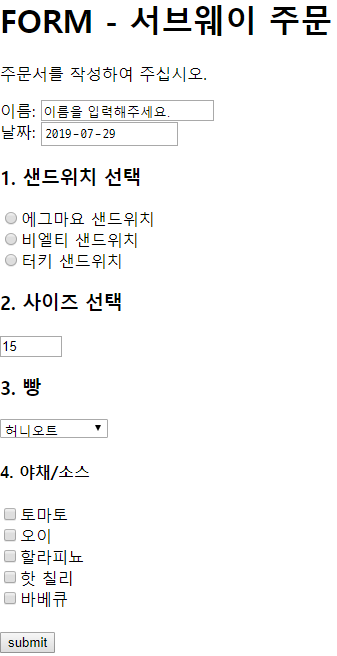 FORM - 서브웨이 주문
주문서를 작성하여 주십시오.
이름: 이름을 입력해주세요.
날짜: 2019-07-29
1. 샌드위치 선택
에그마요 샌드위치
비엘티 샌드위치
터키 샌드위치
2. 사이즈 선택
15
3. 빵
허니오트
4. 야채/소스
토마토
오이
할라피뇨
핫 칠리
바베큐
submit